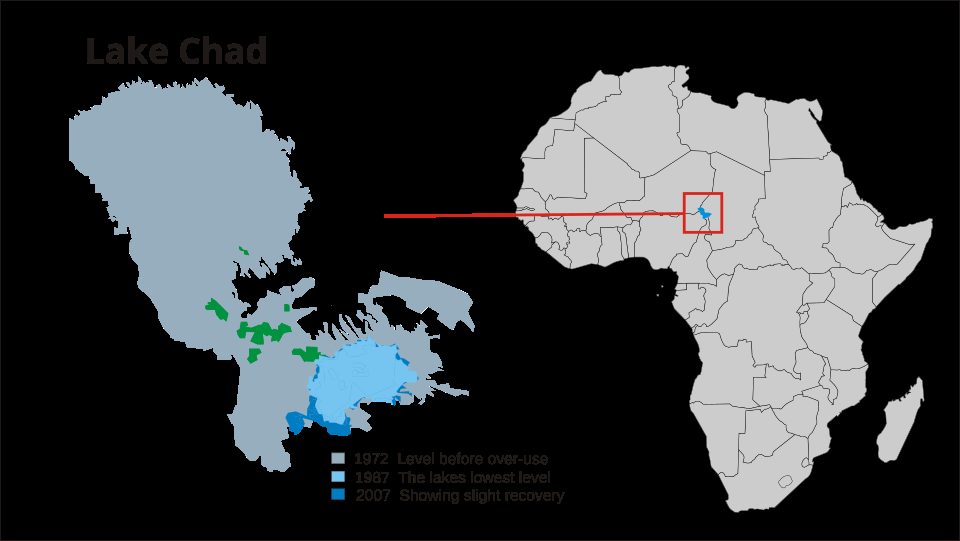 Lake Chad
1972 Level before over-use
1987 The lakes lowest level
2007 Showing slight recovery